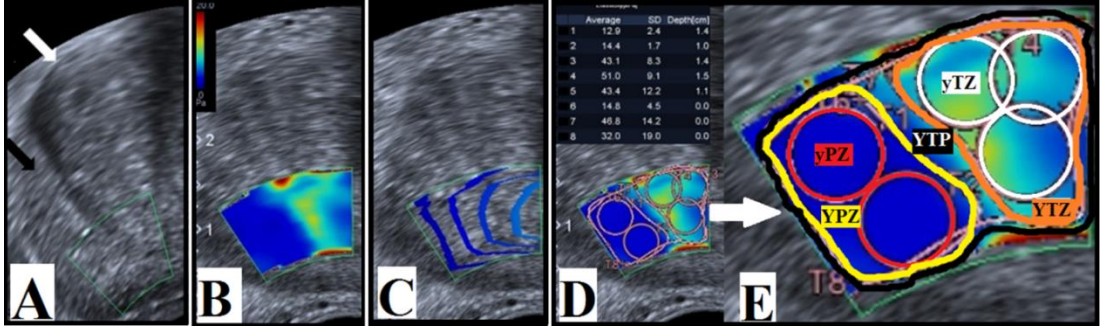 20.0
0
Pa
A
B
2
1
C
Average SD Depth[cm]
1 12.9 2.4 1.4
2 14.4 1.7 1.0
3 43.1 8.3 1.4
4 51.0 9.1 1.5
5 43.4 12.2 1.1
6 14.8 4.5 0.0
7 46.8 14.2 0.0
8 32.0 19.0 0.0
1
T8
D
4
yTZ
YTP
yPZ
YPZ
YTZ
T8
E